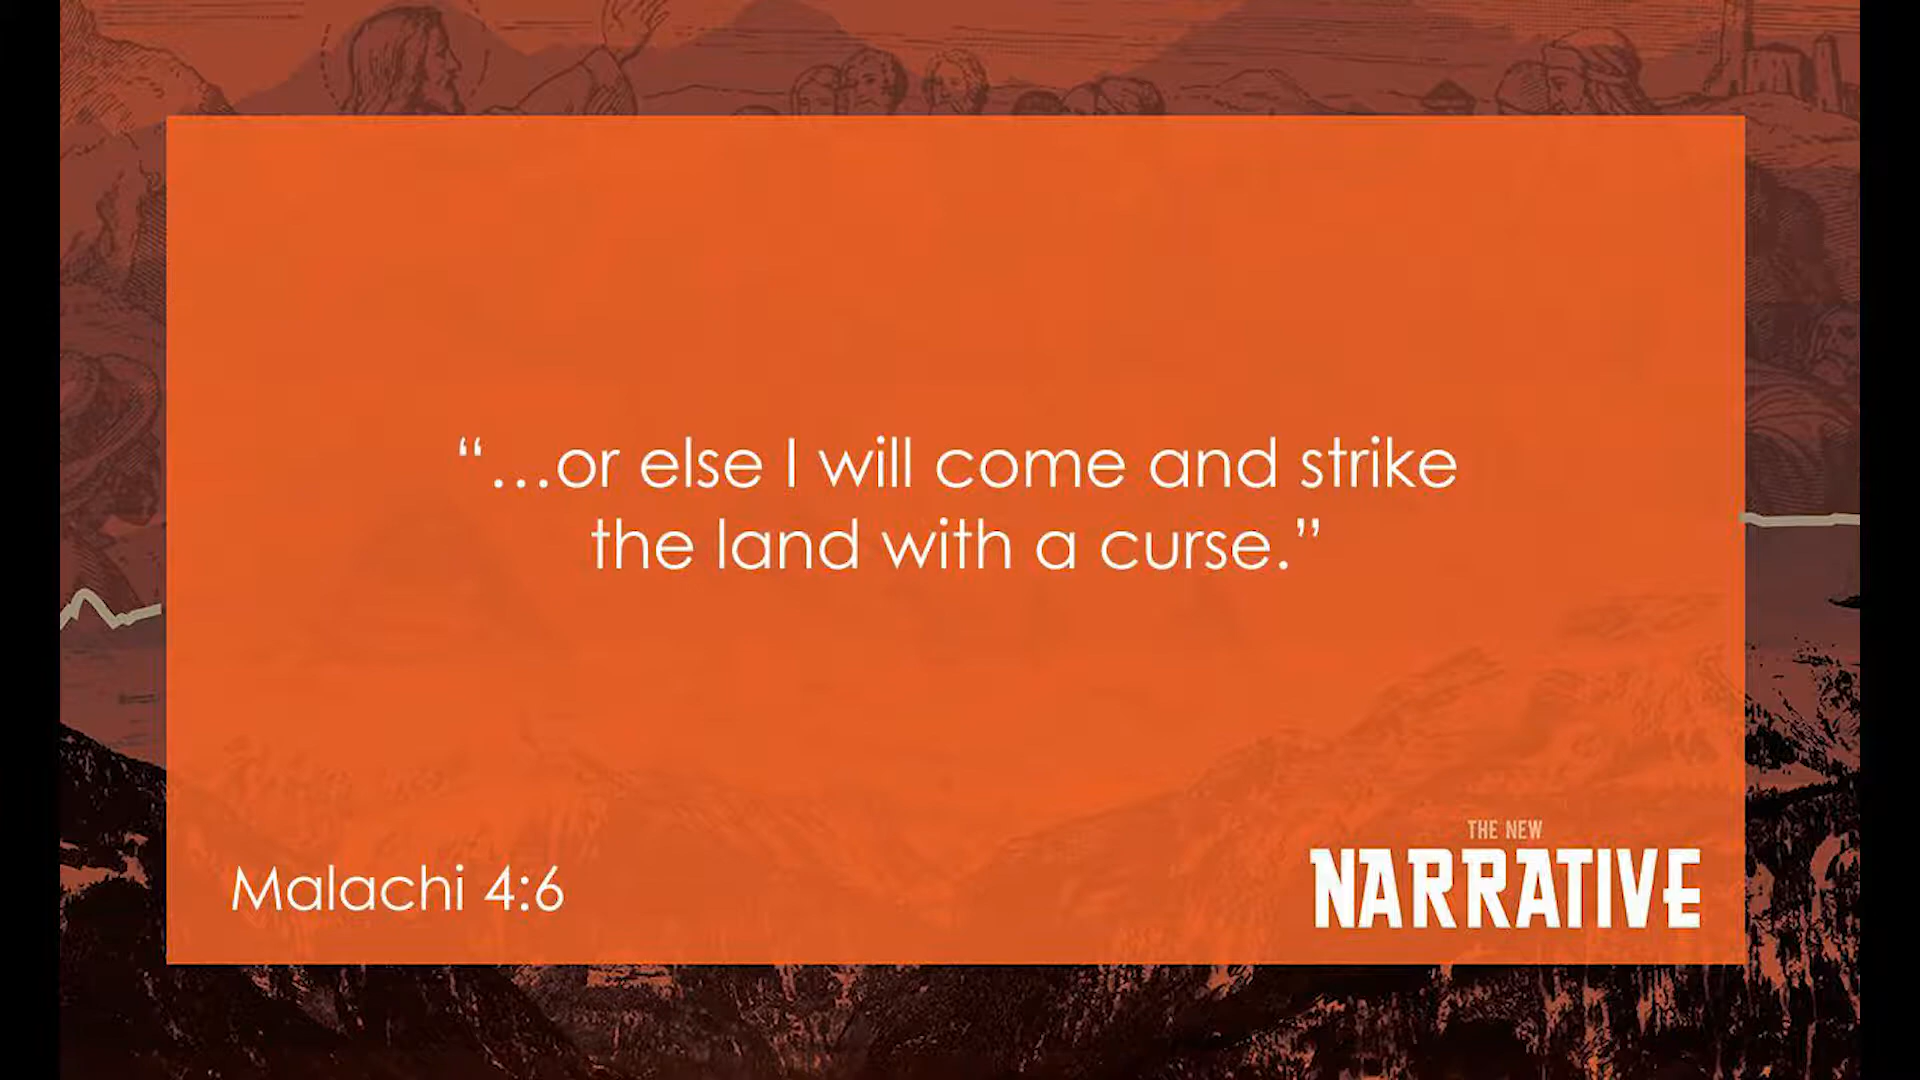 “...or else I will come and strike
the land with a curse.”
Malachi 4:6
THE NEW
NARRATIVE